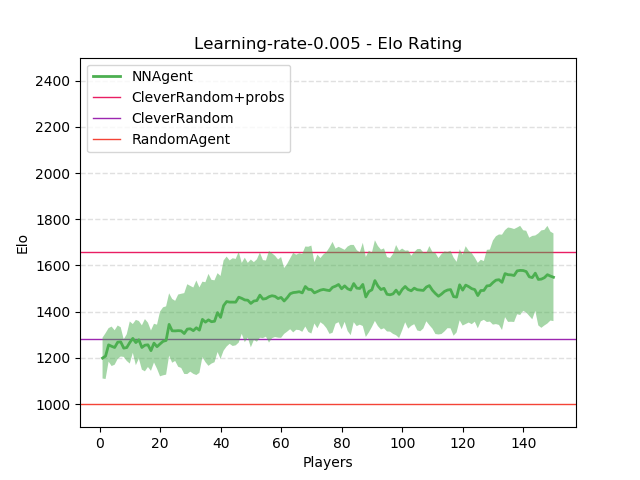 Learning-rate-0.005 - Elo Rating
NNAgent
CleverRandom+probs
CleverRandom
RandomAgent
2400
2200
2000
1800
1600
1400
1200
1000
Elo
0 20 40 60 80 100 120 140
Players